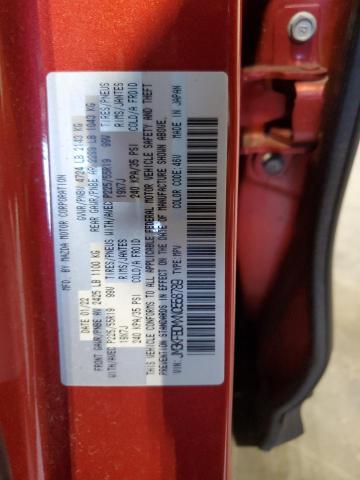 MFD. BY MAZDA MOTOR CORPORATION
DATE: 01/22
GVWR/PNBV 4724 LB 2143 KG
FRONT GAWR/PNBE AV 2425 LB 1100 KG
REAR GAWR/PNBE AR 2299 LB 1043 KG
WITH/AVEC P225/55R19 99V TIRES/PNEUS
WITH/AVEC P225/55R19 99V TIRES/PNEUS
19X7J RIMS/JANTES
19X7J RIMS/JANTES
240 KPA/35 PSI COLD/A FROID
240 KPA/35 PSI COLD/A FROID
THIS VEHICLE CONFORMS TO ALL APPLICABLE FEDERAL MOTOR VEHICLE SAFETY AND THEFT
PREVENTION STANDARDS IN EFFECT ON THE DATE OF MANUFACTURE SHOWN ABOVE.
MADE IN JAPAN
VIN: TYPE:MPV COLOR CODE:46V